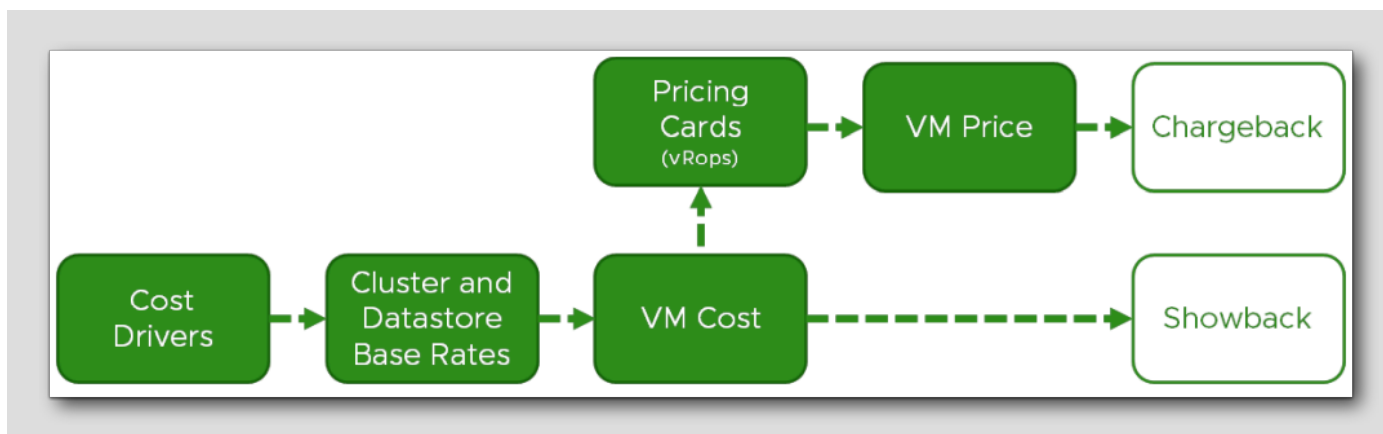 Pricing
Cards
(vRops)
VM Price
Chargeback
Cost
Drivers
Cluster and
Datastore
Base Rates
VM Cost
Showback